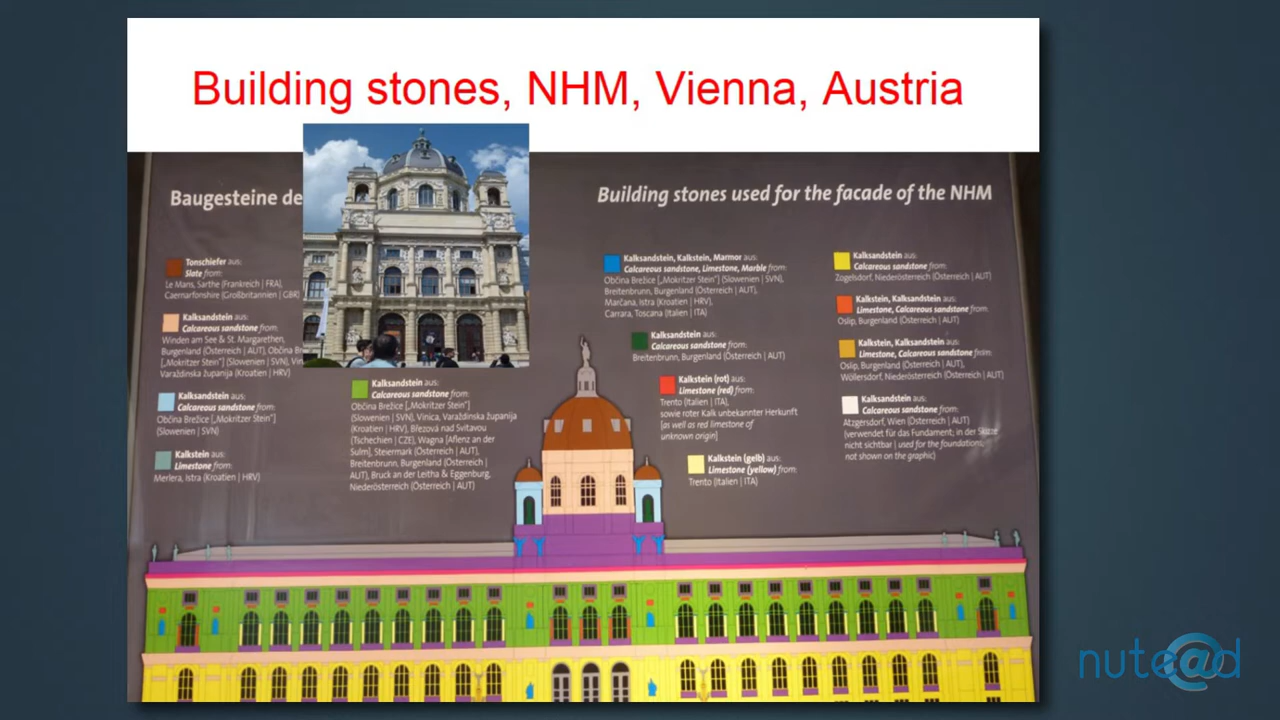 Building stones, NHM, Vienna, Austria
Baugesteine de
Building stones used for the facade of the NHM
Tonschiefer aus:
Slate from:
Le Mans, Sarthe (Frankreich | FRA),
Caernarfonshire (Großbritannien | GBR)
Kalksandstein aus:
Calcareous sandstone from:
Winden am See & St. Margarethen,
Burgenland (Österreich | AUT), Občina Br
[„Mokritzer Stein"] (Slowenien | SVN), Vin
Varaždinska županija (Kroatien | HRV)
Kalksandstein aus:
Calcareous sandstone from:
Občina Brežice [„Mokritzer Stein"]
(Slowenien | SVN)
Kalkstein aus:
Limestone from:
Merlera, Istra (Kroatien | HRV)
Kalksandstein aus:
Calcareous sandstone from:
Občina Brežice [„Mokritzer Stein"]
(Slowenien | SVN), Vinica, Varaždinska županija
(Kroatien | HRV), Březová nad Svitavou
(Tschechien | CZE), Wagna [Aflenz an der
Sulm], Steiermark (Österreich | AUT),
Breitenbrunn, Burgenland (Österreich |
AUT), Bruck an der Leitha & Eggenburg,
Niederösterreich (Österreich | AUT)
Kalksandstein, Kalkstein, Marmor aus:
Calcareous sandstone, Limestone, Marble from:
Občina Brežice [„Mokritzer Stein"] (Slowenien | SVN),
Breitenbrunn, Burgenland (Österreich | AUT),
Marčana, Istra (Kroatien | HRV),
Carrara, Toscana (Italien | ITA)
Kalksandstein aus:
Calcareous sandstone from:
Breitenbrunn, Burgenland (Österreich | AUT)
Kalkstein (rot) aus:
Limestone (red) from:
Trento (Italien | ITA),
sowie roter Kalk unbekannter Herkunft
[as well as red limestone of
unknown origin]
Kalkstein (gelb) aus:
Limestone (yellow) from:
Trento (Italien | ITA)
Kalksandstein aus:
Calcareous sandstone from:
Zogelsdorf, Niederösterreich (Österreich | AUT)
Kalkstein, Kalksandstein aus:
Limestone, Calcareous sandstone from:
Oslip, Burgenland (Österreich | AUT)
Kalkstein, Kalksandstein aus:
Limestone, Calcareous sandstone from:
Oslip, Burgenland (Österreich | AUT),
Wöllersdorf, Niederösterreich (Österreich | AUT)
Kalksandstein aus:
Calcareous sandstone from:
Atzgersdorf, Wien (Österreich | AUT)
(verwendet für das Fundament; in der Skizze
nicht sichtbar | used for the foundations,
not shown on the graphic)
nute@d